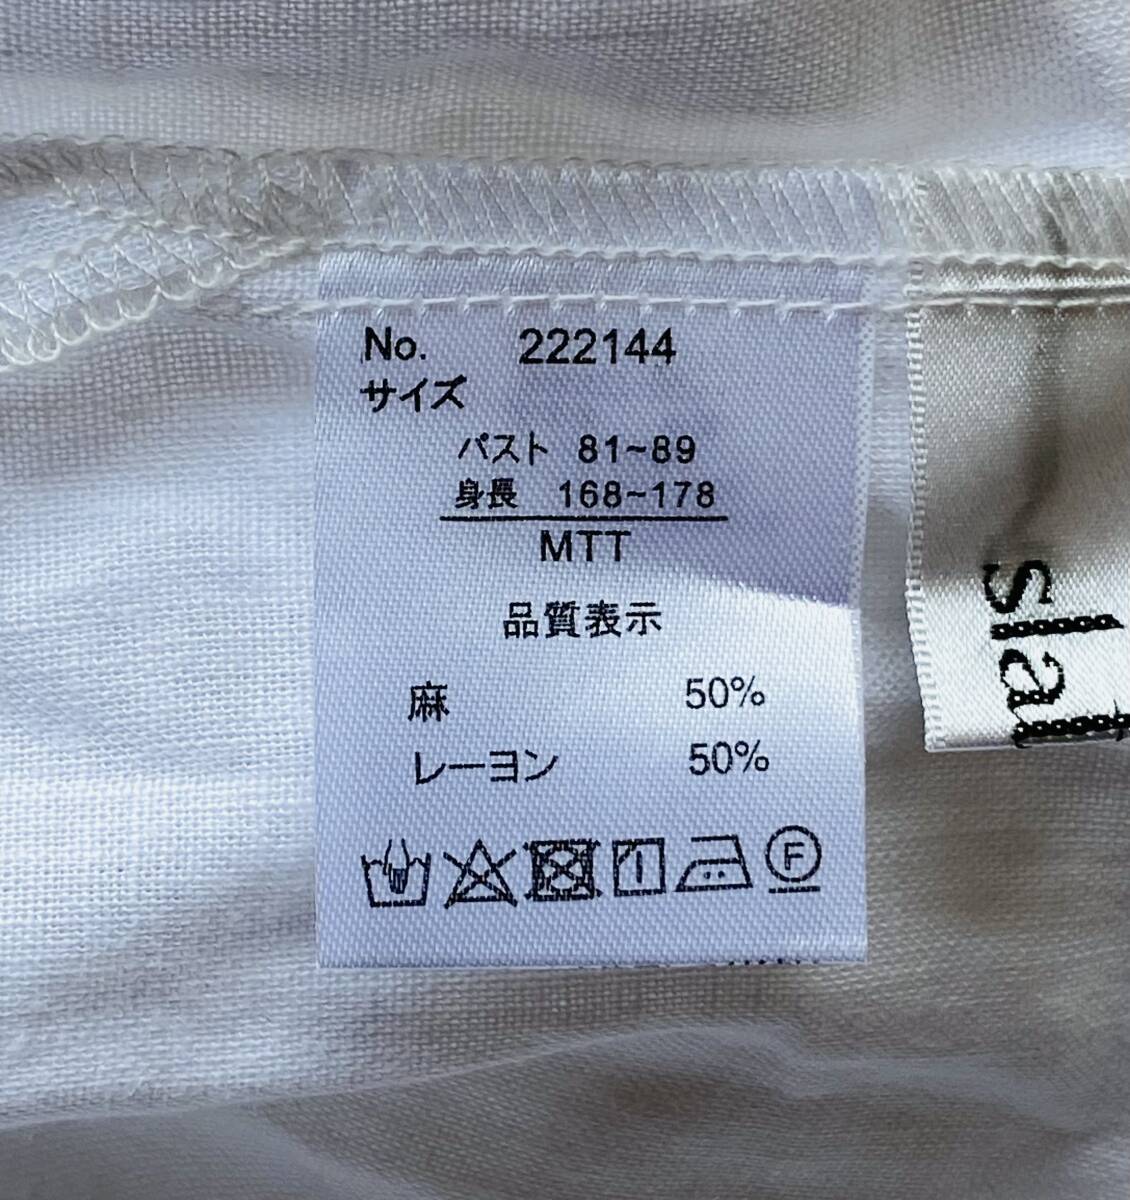 No. 222144
サイズ
バスト 81~89
身長 168~178
MTT
品質表示
麻 50%
レーヨン 50%
F
slat